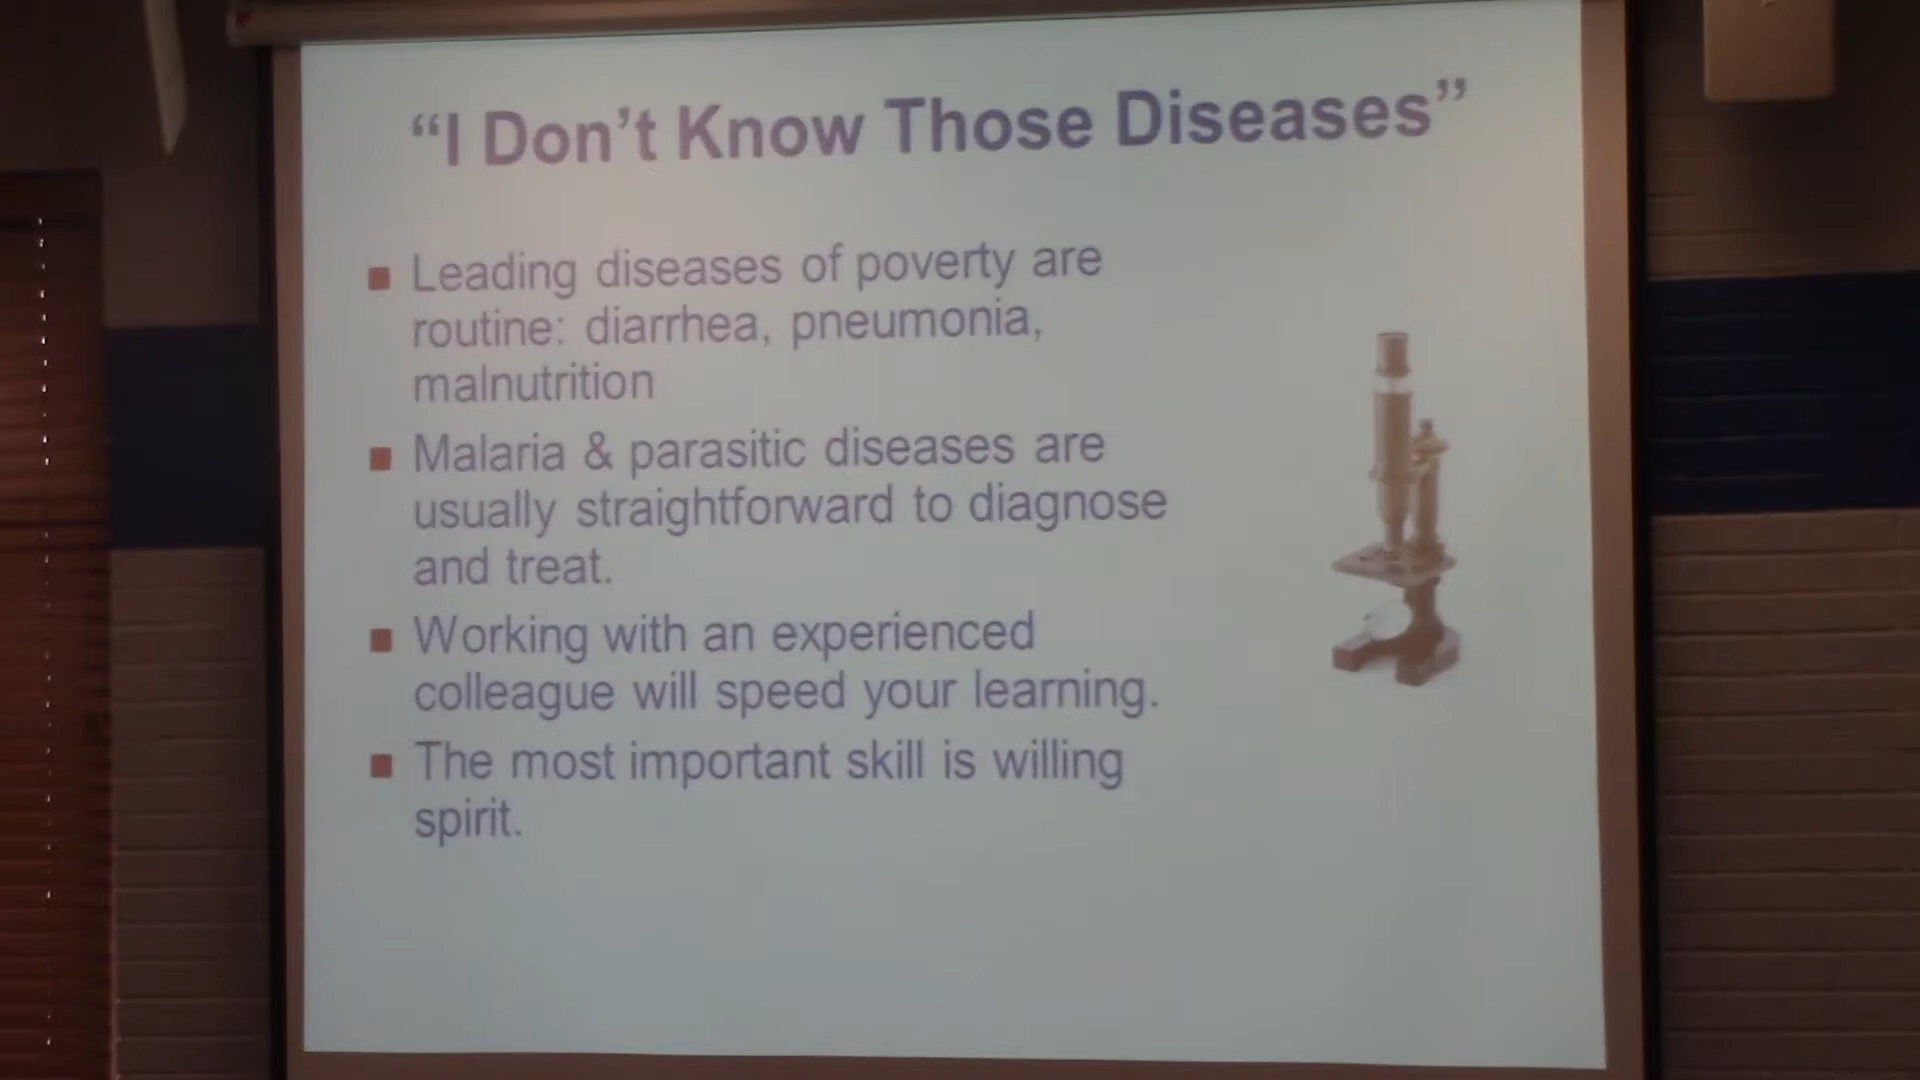 “I Don’t Know Those Diseases”
Leading diseases of poverty are
routine: diarrhea, pneumonia,
malnutrition
Malaria & parasitic diseases are
usually straightforward to diagnose
and treat.
Working with an experienced
colleague will speed your learning.
The most important skill is willing
spirit.